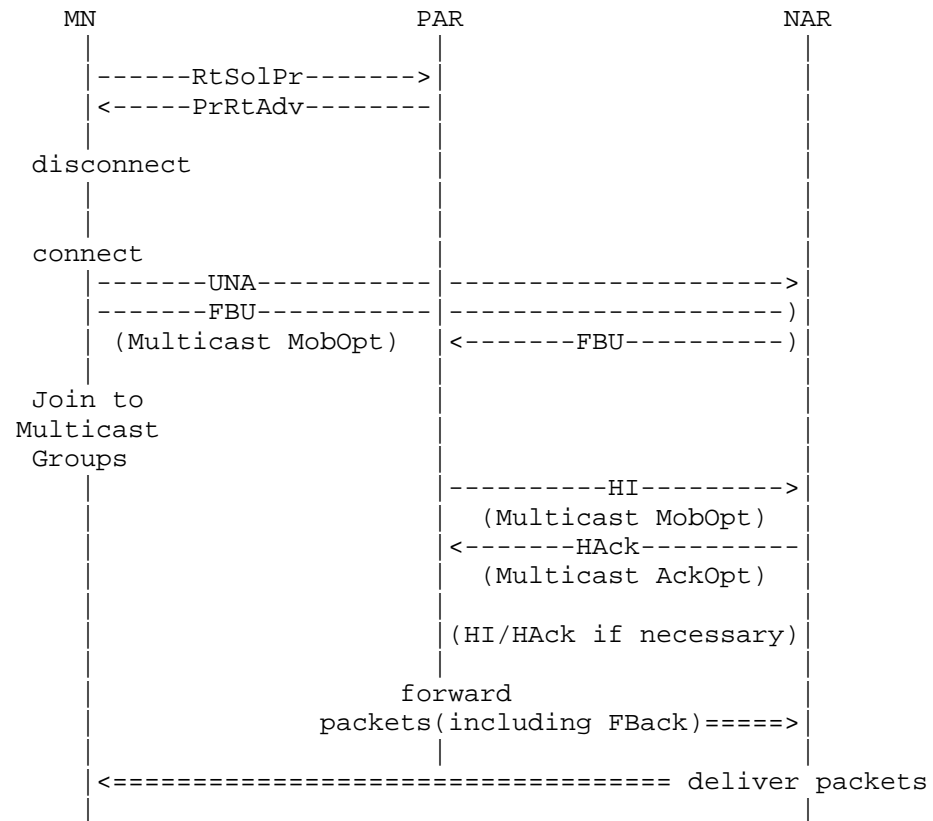 MN PAR NAR
| | |
|------RtSolPr------->| |
|<-----PrRtAdv--------| |
| | |
disconnect | |
| | |
| | |
connect | |
|-------UNA-----------|--------------------->|
|-------FBU-----------|---------------------)|
| (Multicast MobOpt) |<-------FBU----------)|
| | |
Join to | |
Multicast | |
Groups | |
| |----------HI--------->|
| | (Multicast MobOpt) |
| |<-------HAck----------|
| | (Multicast AckOpt) |
| | |
| |(HI/HAck if necessary)|
| | |
| forward |
| packets(including FBack)=====>|
| | |
|<=================================== deliver packets
| |